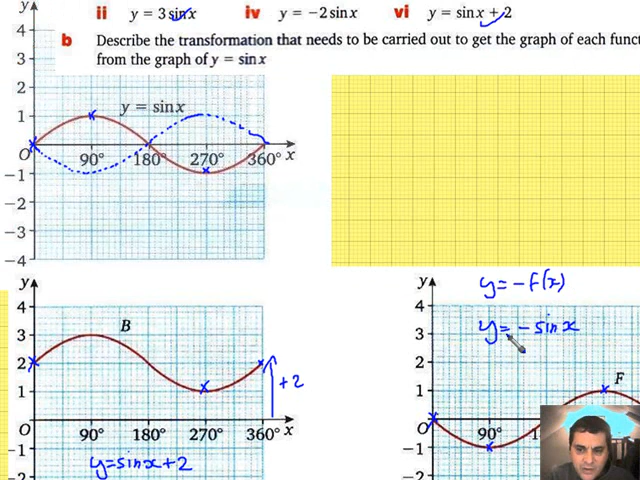 ii y = 3 sin x iv y = −2 sin x vi y = sin x + 2
b Describe the transformation that needs to be carried out to get the graph of each funct
from the graph of y = sin x
y
4
3
2
1
O
−1
−2
−3
−4
y = sin x
90° 180° 270° 360° x
y
4
3
2
1
O
−1
−2
B
+2
90° 180° 270° 360° x
y=sinx+2
y = −f(x)
y = −sin x
y
4
3
2
1
O
−1
−2
F
90°